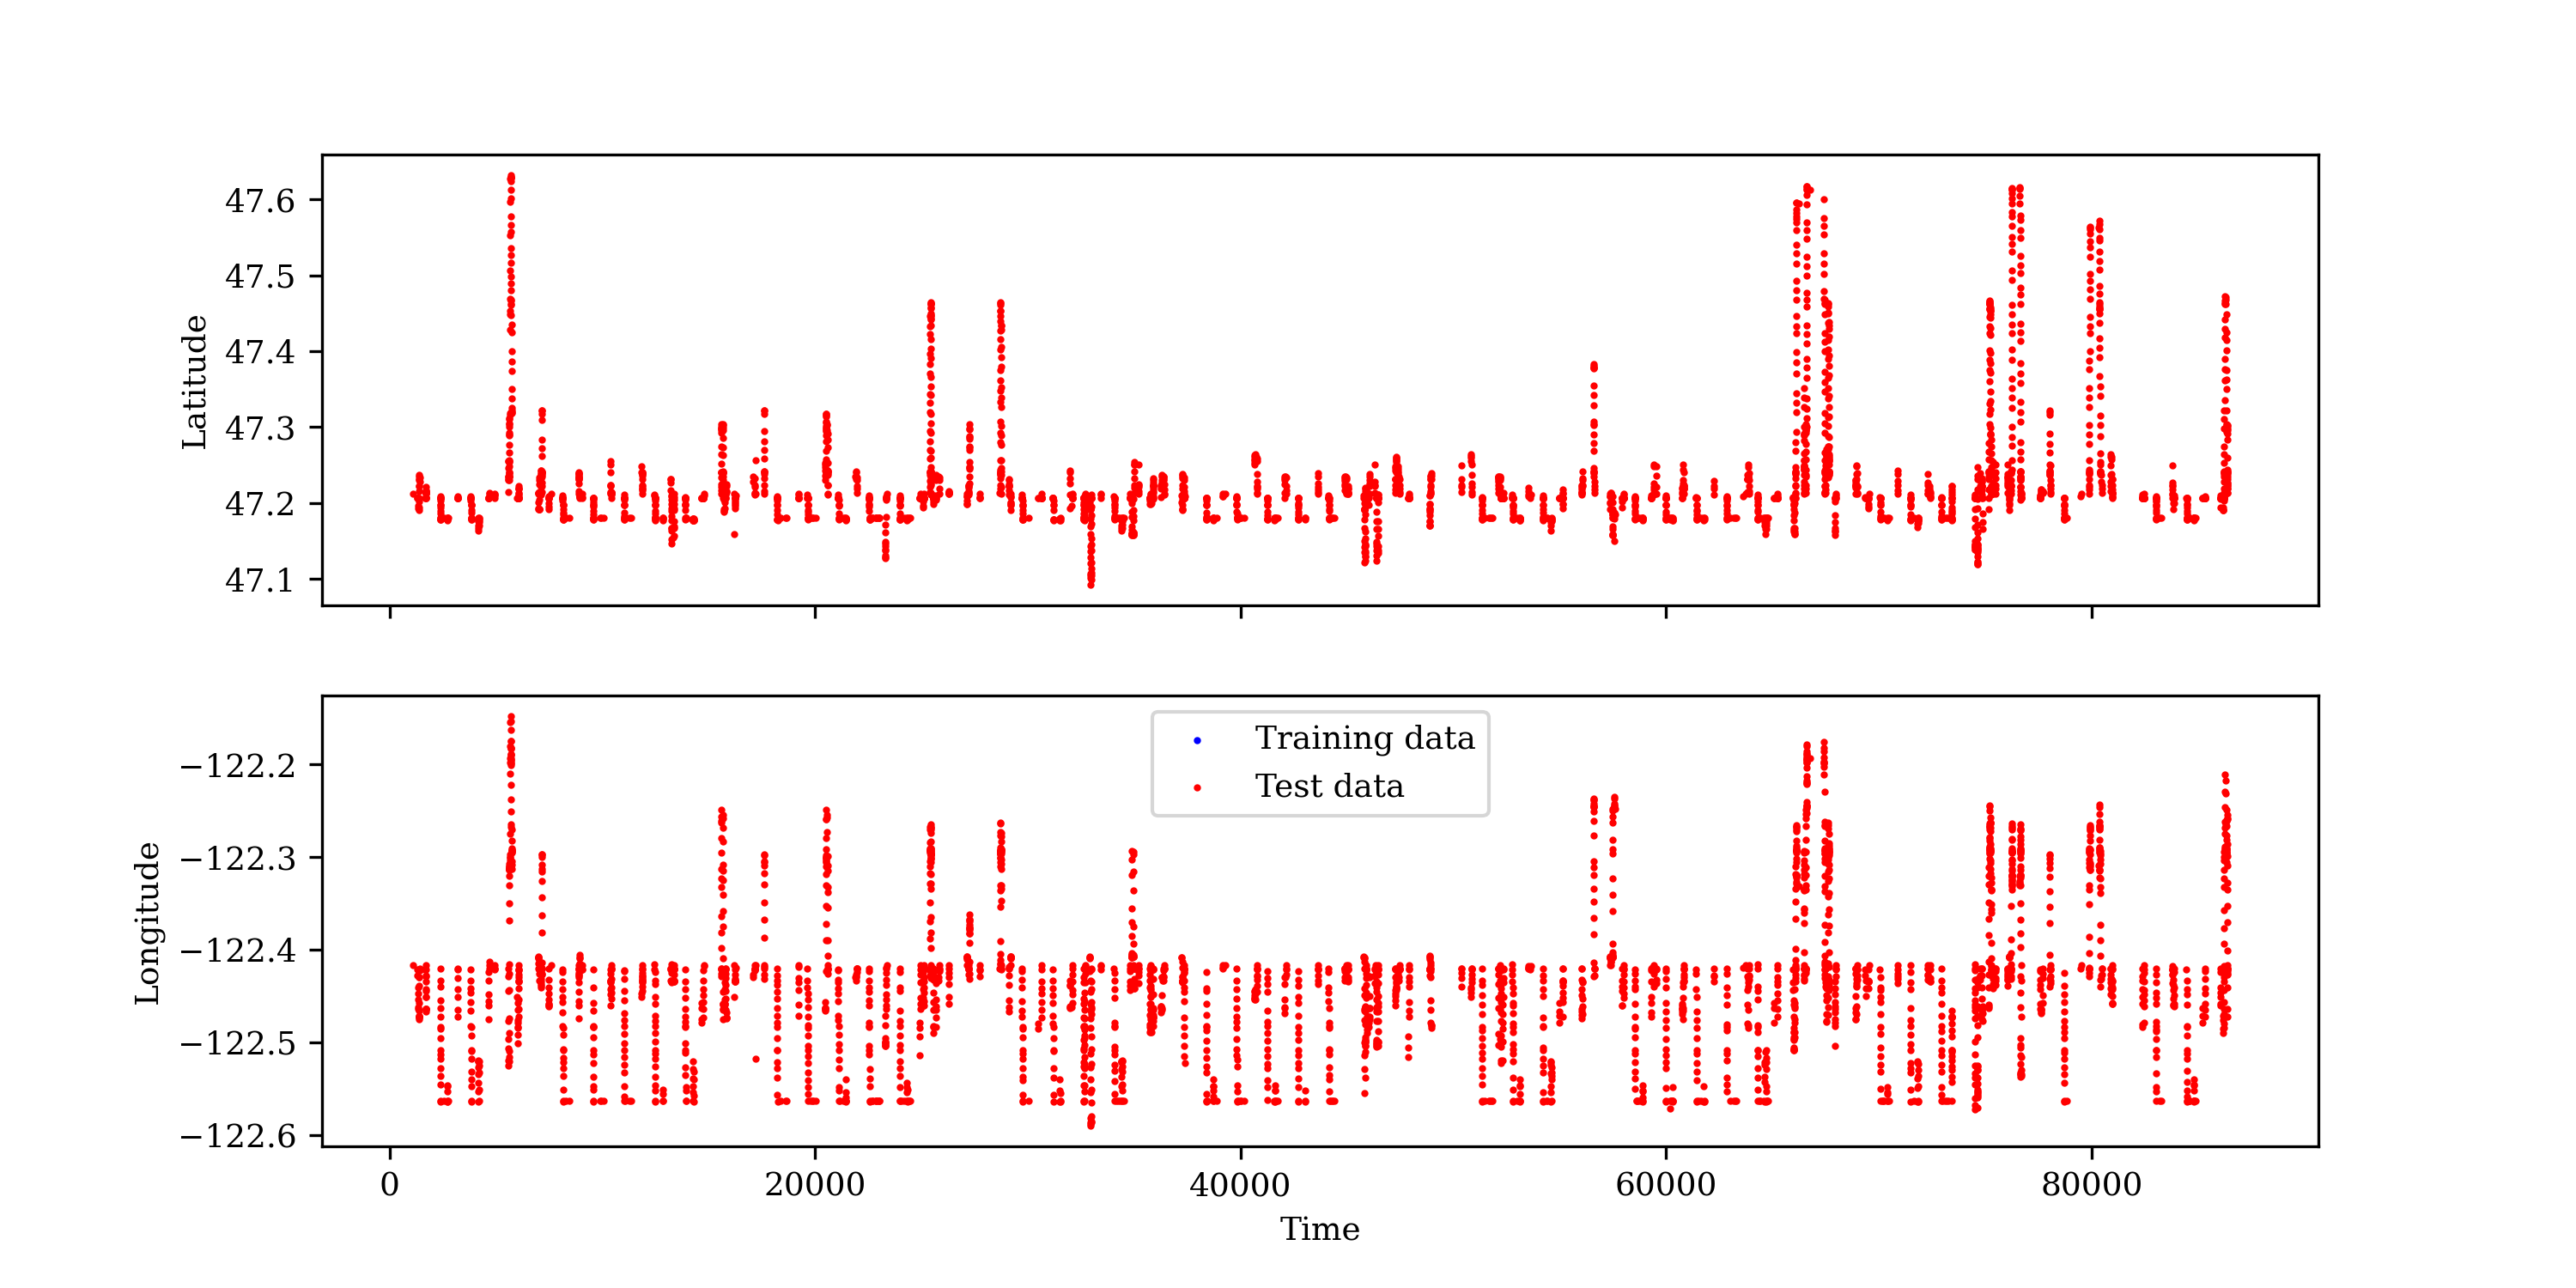 47.6
47.5
47.4
47.3
47.2
47.1
Latitude
Training data
Test data
−122.2
−122.3
−122.4
−122.5
−122.6
Longitude
0 20000 40000 60000 80000
Time